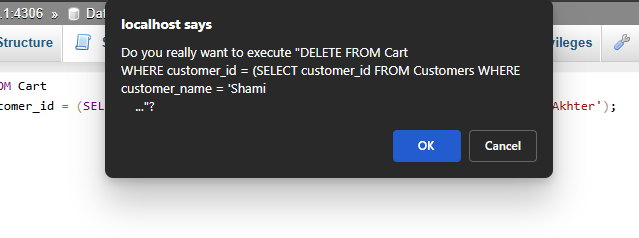 .1:4306 » Dat
localhost says
Do you really want to execute "DELETE FROM Cart
WHERE customer_id = (SELECT customer_id FROM Customers WHERE
customer_name = 'Shami
..."?
OK
Cancel
Structure
S
vileges
OM Cart
tomer_id = (SEL
Akhter');